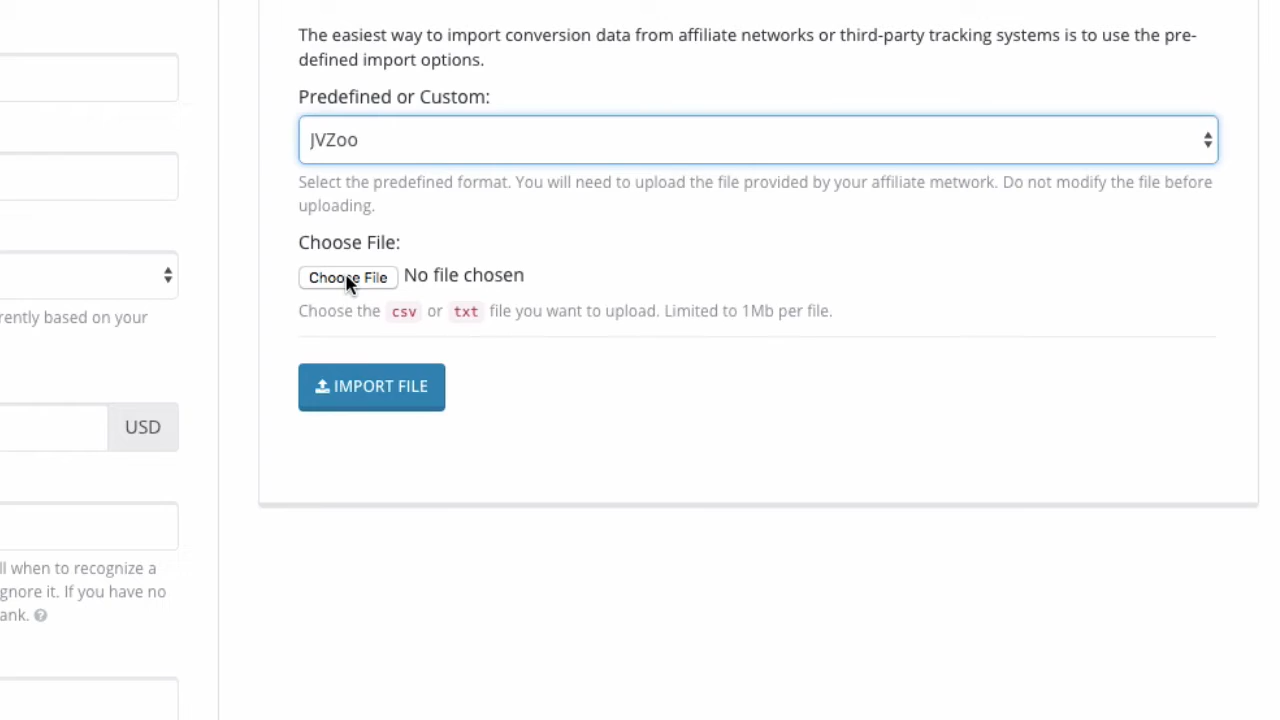 The easiest way to import conversion data from affiliate networks or third-party tracking systems is to use the pre-
defined import options.
Predefined or Custom:
JVZoo
Select the predefined format. You will need to upload the file provided by your affiliate metwork. Do not modify the file before
uploading.
Choose File:
Choose File No file chosen
Choose the csv or txt file you want to upload. Limited to 1Mb per file.
IMPORT FILE
rently based on your
USD
ll when to recognize a
gnore it. If you have no
ank.